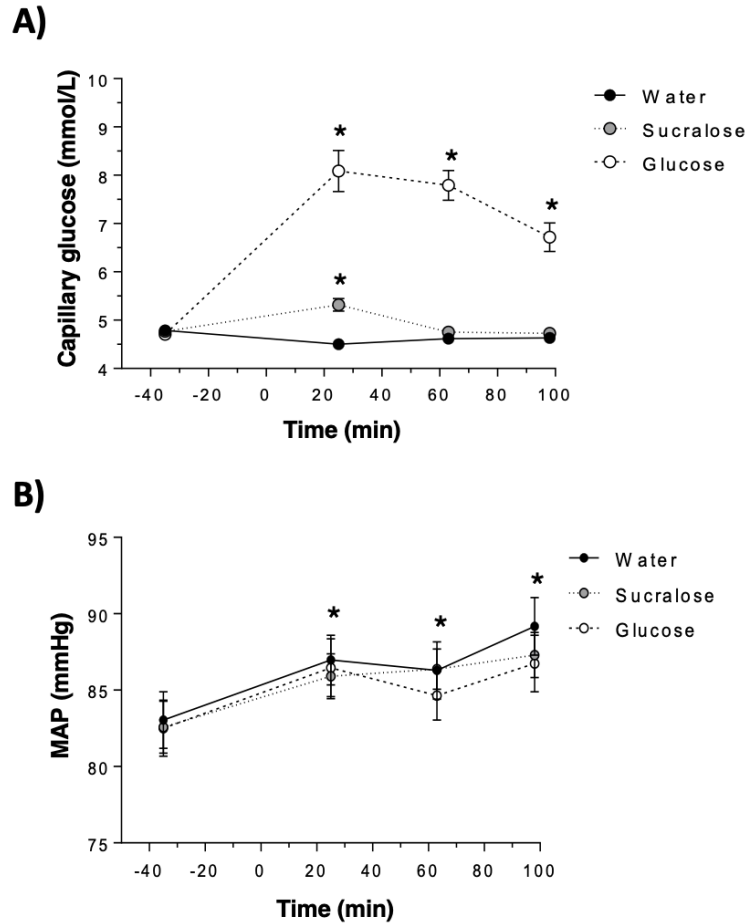 A)
Capillary glucose (mmol/L)
10
9
8
7
6
5
4
*
*
*
*
-40 -20 0 20 40 60 80 100
Time (min)
Water
Sucralose
Glucose
B)
MAP (mmHg)
95
90
85
80
75
*
*
*
-40 -20 0 20 40 60 80 100
Time (min)
Water
Sucralose
Glucose